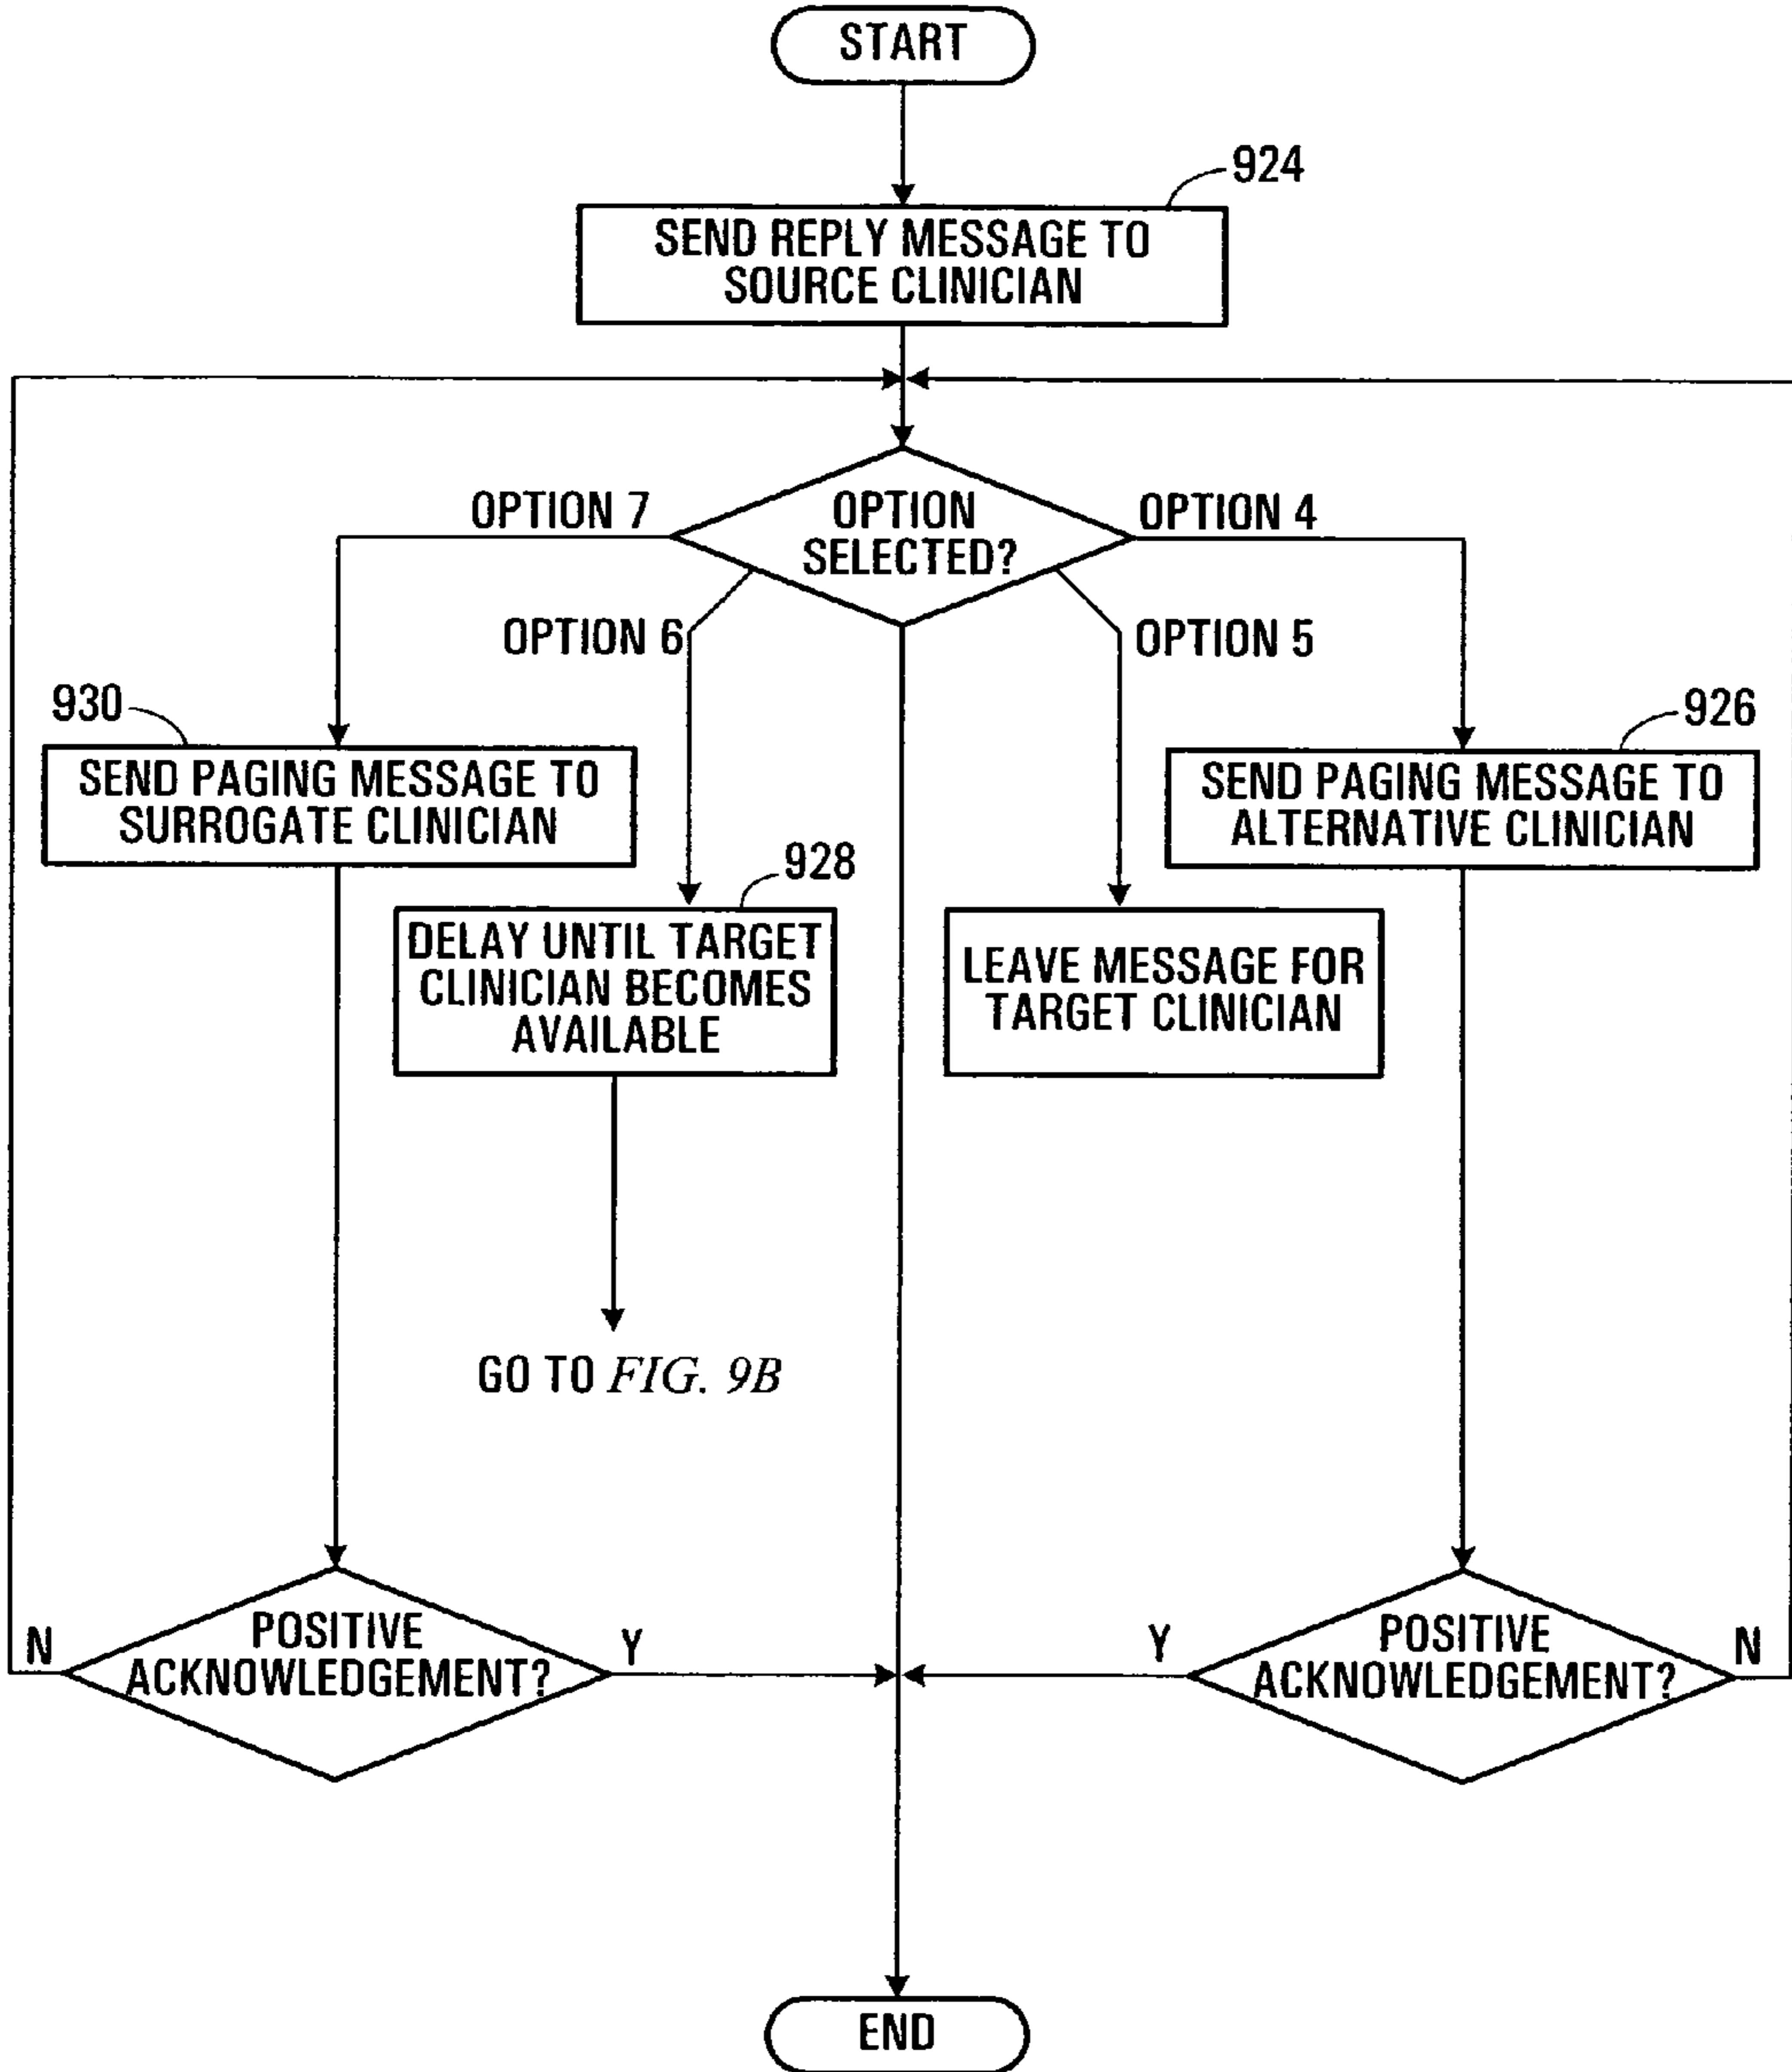 START
924
SEND REPLY MESSAGE TO
SOURCE CLINICIAN
OPTION 7
OPTION
SELECTED?
OPTION 4
OPTION 6
OPTION 5
930
SEND PAGING MESSAGE TO
SURROGATE CLINICIAN
926
SEND PAGING MESSAGE TO
ALTERNATIVE CLINICIAN
928
DELAY UNTIL TARGET
CLINICIAN BECOMES
AVAILABLE
LEAVE MESSAGE FOR
TARGET CLINICIAN
GO TO FIG. 9B
N
POSITIVE
ACKNOWLEDGEMENT?
Y
Y
POSITIVE
ACKNOWLEDGEMENT?
N
END